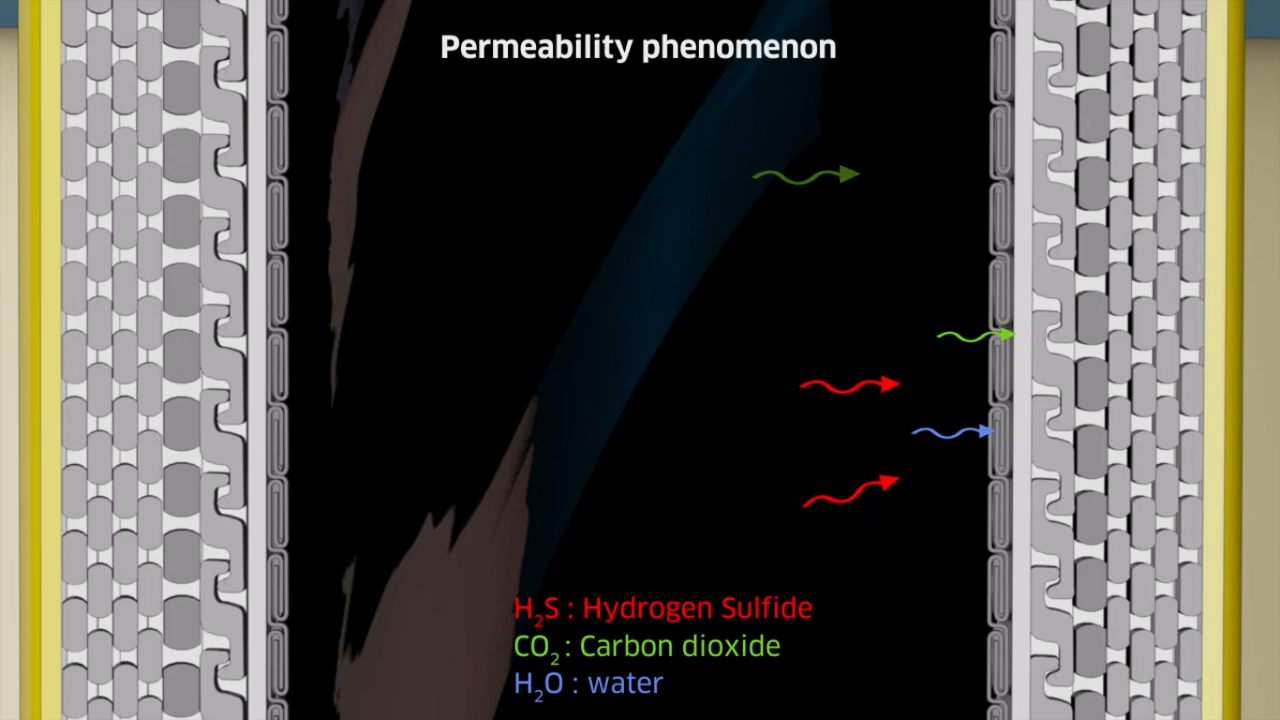 Permeability phenomenon
H₂S : Hydrogen Sulfide
CO₂ : Carbon dioxide
H₂O : water